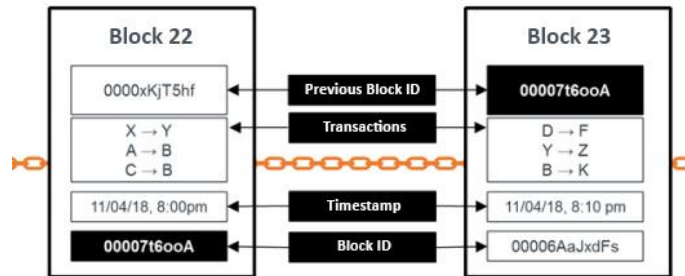 Block 22
Block 23
0000xKjT5hf
Previous Block ID
00007t6ooA
X → Y
A → B
C → B
Transactions
D → F
Y → Z
B → K
11/04/18, 8:00pm
Timestamp
11/04/18, 8:10 pm
00007t6ooA
Block ID
00006AaJxdFs